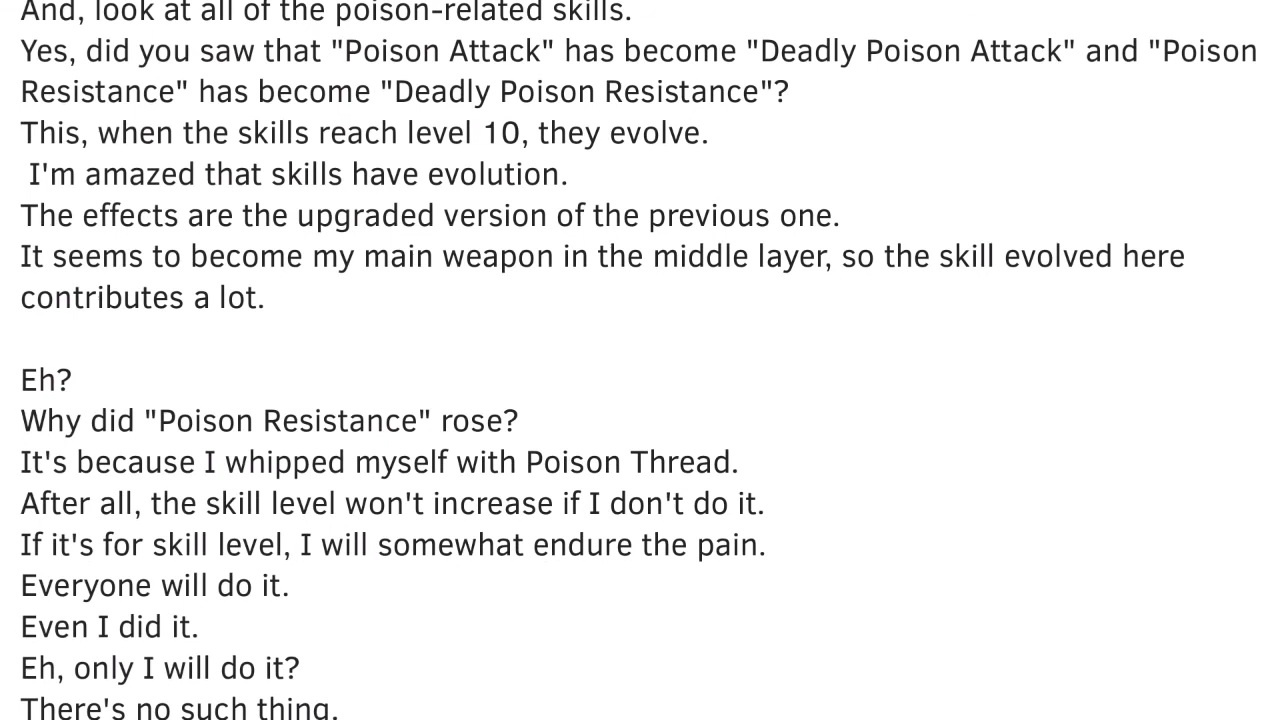 And, look at all of the poison-related skills.
Yes, did you saw that "Poison Attack" has become "Deadly Poison Attack" and "Poison
Resistance" has become "Deadly Poison Resistance"?
This, when the skills reach level 10, they evolve.
I'm amazed that skills have evolution.
The effects are the upgraded version of the previous one.
It seems to become my main weapon in the middle layer, so the skill evolved here
contributes a lot.
Eh?
Why did "Poison Resistance" rose?
It's because I whipped myself with Poison Thread.
After all, the skill level won't increase if I don't do it.
If it's for skill level, I will somewhat endure the pain.
Everyone will do it.
Even I did it.
Eh, only I will do it?
There's no such thing.